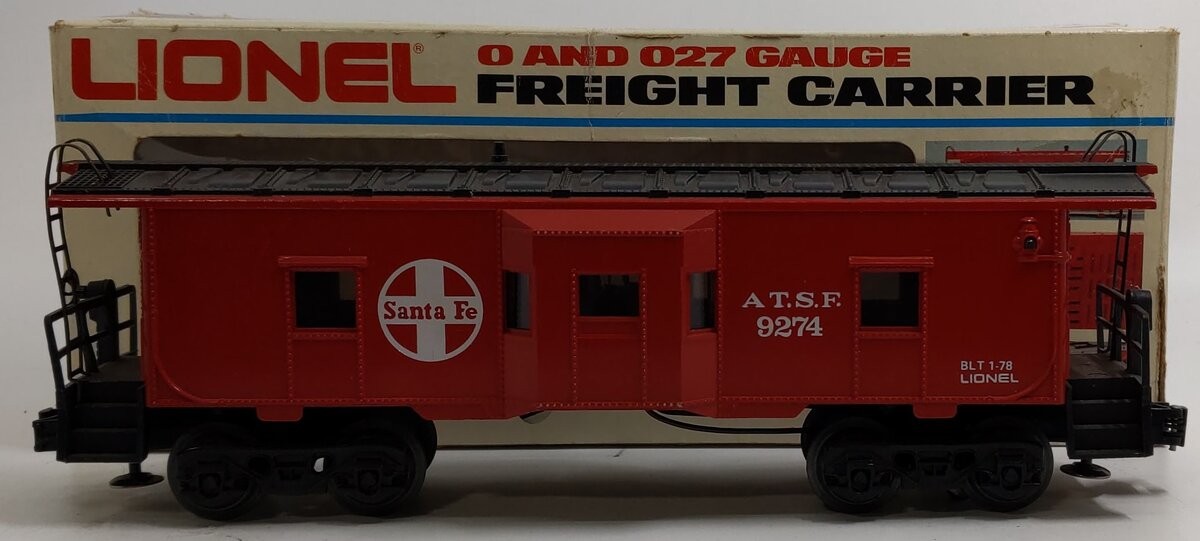 LIONEL®
O AND O27 GAUGE
FREIGHT CARRIER
Santa Fe
A.T.S.F.
9274
BLT 1-78
LIONEL